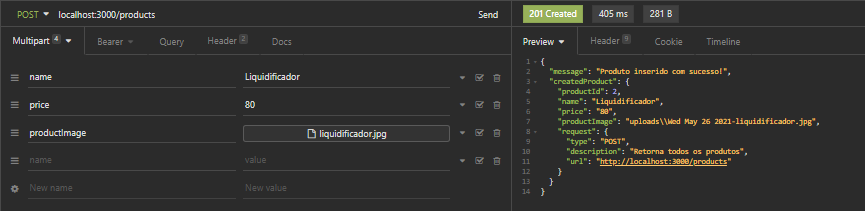 POST localhost:3000/products Send
201 Created 405 ms 281 B
Multipart 4 Bearer Query Header 2 Docs
Preview Header 9 Cookie Timeline
name Liquidificador
price 80
productImage liquidificador.jpg
name value
New name New value
1 {
2 "message": "Produto inserido com sucesso!",
3 "createdProduct": {
4 "productId": 2,
5 "name": "Liquidificador",
6 "price": "80",
7 "productImage": "uploads\\Wed May 26 2021-liquidificador.jpg",
8 "request": {
9 "type": "POST",
10 "description": "Retorna todos os produtos",
11 "url": "http://localhost:3000/products"
12 }
13 }
14 }